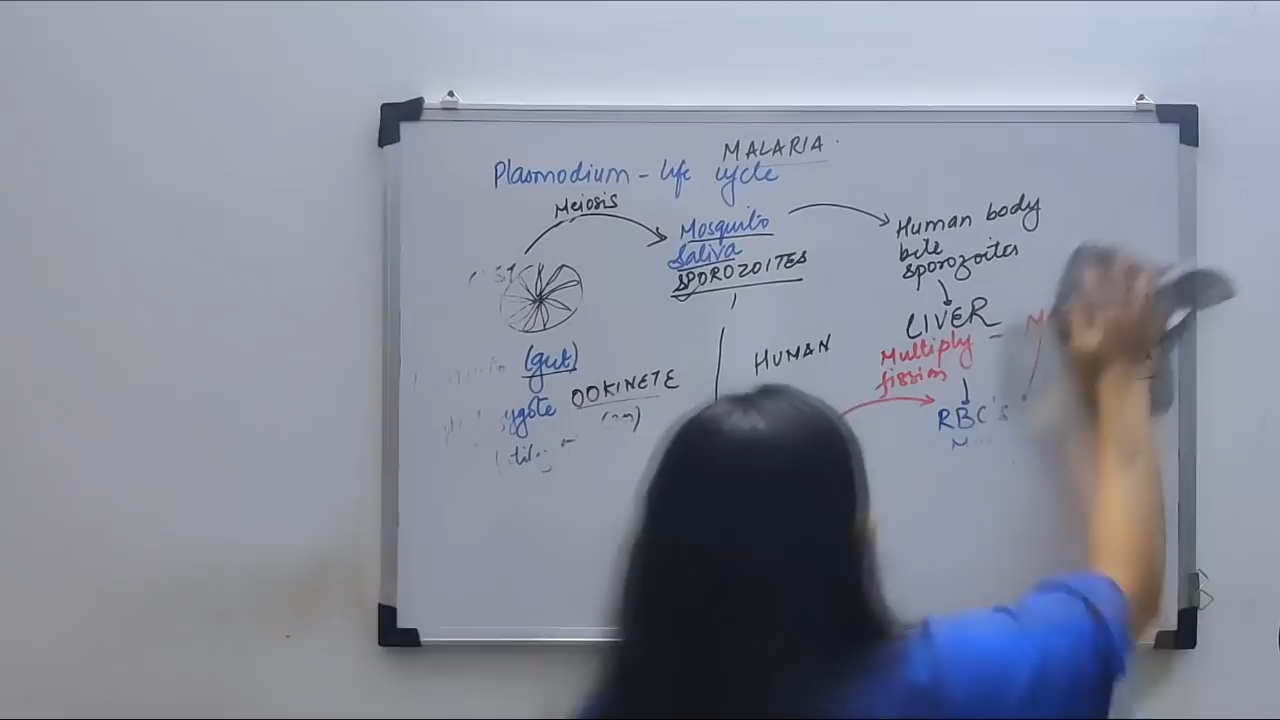 MALARIA
Plasmodium - life cycle
Meiosis
Mosquito
Saliva
SPOROZOITES
Human body
bite
sporozoites
LIVER
Multiply -
fission
RBC's
HUMAN
(gut)
OOKINETE
zygote